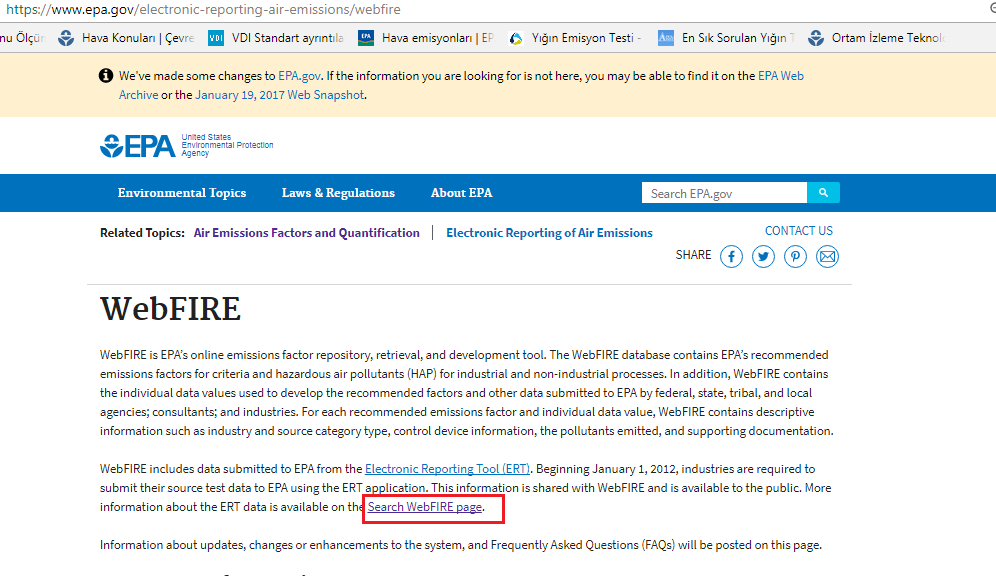 https://www.epa.gov/electronic-reporting-air-emissions/webfire
Hava Konuları | Çevre VDI Standart ayrıntıla Hava emisyonları | EP Yığın Emisyon Testi - En Sık Sorulan Yığın T Ortam İzleme Teknol
We've made some changes to EPA.gov. If the information you are looking for is not here, you may be able to find it on the EPA Web
Archive or the January 19, 2017 Web Snapshot.
EPA
United States
Environmental Protection
Agency
Environmental Topics Laws & Regulations About EPA Search EPA.gov
Related Topics: Air Emissions Factors and Quantification | Electronic Reporting of Air Emissions
CONTACT US
SHARE
WebFIRE
WebFIRE is EPA's online emissions factor repository, retrieval, and development tool. The WebFIRE database contains EPA's recommended
emissions factors for criteria and hazardous air pollutants (HAP) for industrial and non-industrial processes. In addition, WebFIRE contains
the individual data values used to develop the recommended factors and other data submitted to EPA by federal, state, tribal, and local
agencies; consultants; and industries. For each recommended emissions factor and individual data value, WebFIRE contains descriptive
information such as industry and source category type, control device information, the pollutants emitted, and supporting documentation.
WebFIRE includes data submitted to EPA from the Electronic Reporting Tool (ERT). Beginning January 1, 2012, industries are required to
submit their source test data to EPA using the ERT application. This information is shared with WebFIRE and is available to the public. More
information about the ERT data is available on the Search WebFIRE page.
Information about updates, changes or enhancements to the system, and Frequently Asked Questions (FAQs) will be posted on this page.